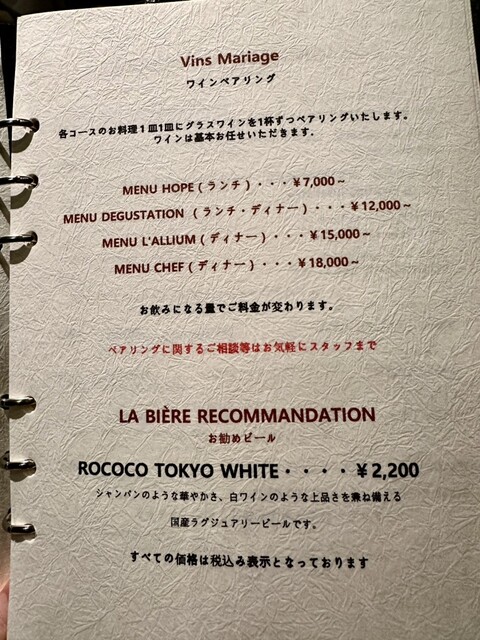 Vins Mariage
ワインペアリング
各コースのお料理1皿1皿にグラスワインを1杯ずつペアリングいたします。
ワインは基本お任せいただきます.
MENU HOPE(ランチ)・・・¥7,000~
MENU DEGUSTATION (ランチ・ディナー)・・・¥12,000~
MENU L'ALLIUM(ディナー)・・・¥15,000~
MENU CHEF(ディナー)・・・¥18,000~
お飲みになる量でご料金が変わります。
ペアリングに関するご相談等はお気軽にスタッフまで
LA BIÈRE RECOMMANDATION
お勧めビール
ROCOCO TOKYO WHITE・・・・¥2,200
シャンパンのような華やかさ、白ワインのような上品さを兼ね備える
国産ラグジュアリービールです。
すべての価格は税込み表示となっております